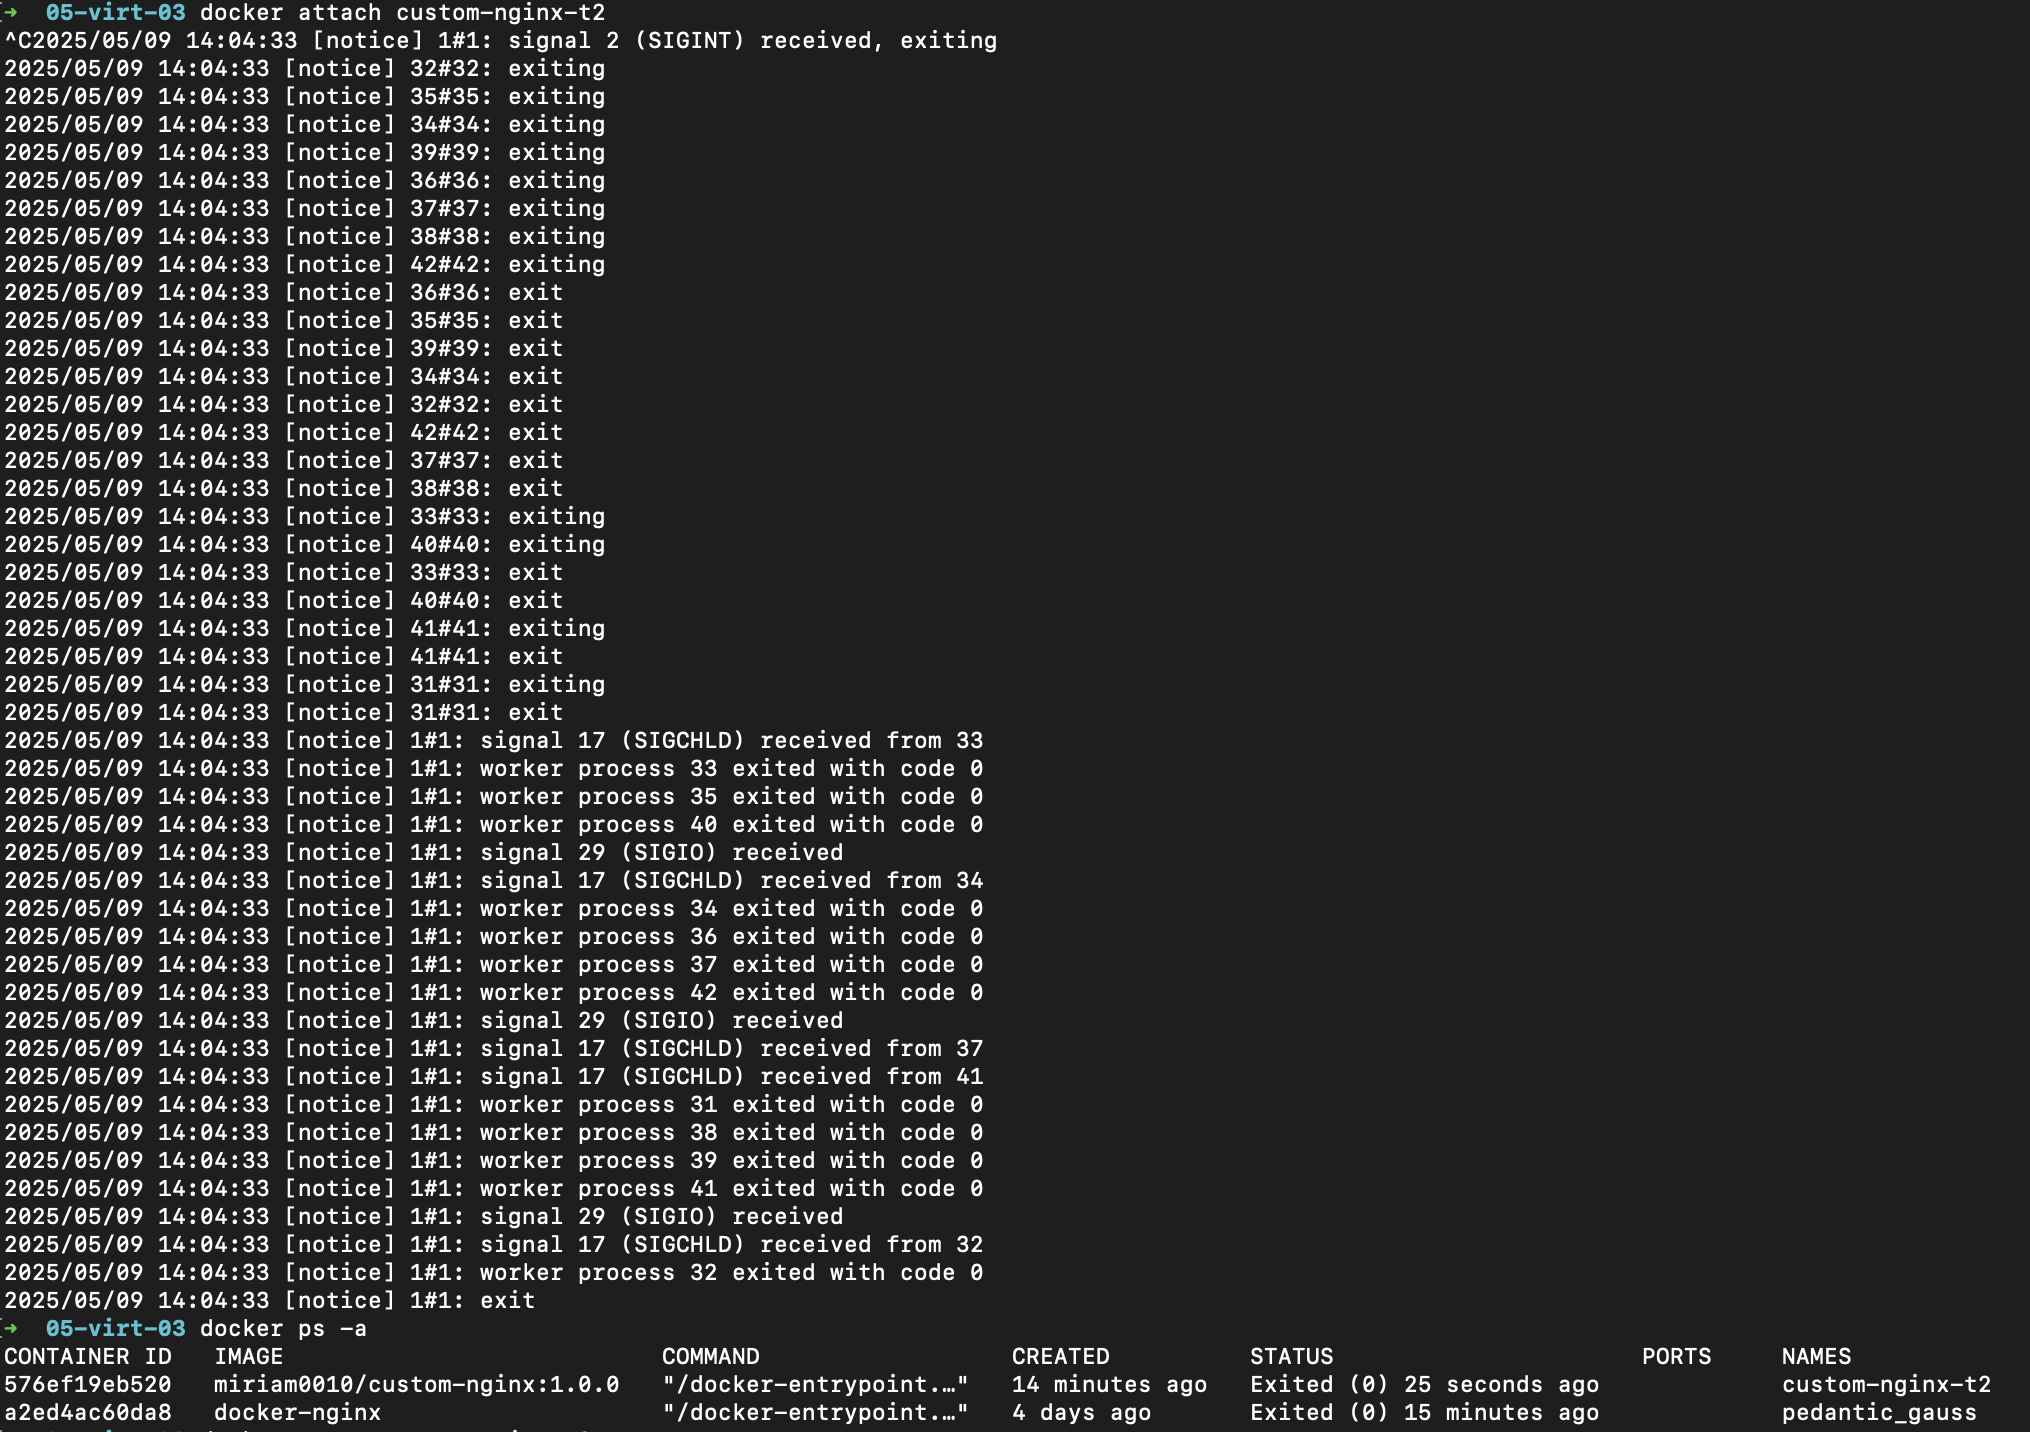 ➜  05-virt-03 docker attach custom-nginx-t2
^C2025/05/09 14:04:33 [notice] 1#1: signal 2 (SIGINT) received, exiting
2025/05/09 14:04:33 [notice] 32#32: exiting
2025/05/09 14:04:33 [notice] 35#35: exiting
2025/05/09 14:04:33 [notice] 34#34: exiting
2025/05/09 14:04:33 [notice] 39#39: exiting
2025/05/09 14:04:33 [notice] 36#36: exiting
2025/05/09 14:04:33 [notice] 37#37: exiting
2025/05/09 14:04:33 [notice] 38#38: exiting
2025/05/09 14:04:33 [notice] 42#42: exiting
2025/05/09 14:04:33 [notice] 36#36: exit
2025/05/09 14:04:33 [notice] 35#35: exit
2025/05/09 14:04:33 [notice] 39#39: exit
2025/05/09 14:04:33 [notice] 34#34: exit
2025/05/09 14:04:33 [notice] 32#32: exit
2025/05/09 14:04:33 [notice] 42#42: exit
2025/05/09 14:04:33 [notice] 37#37: exit
2025/05/09 14:04:33 [notice] 38#38: exit
2025/05/09 14:04:33 [notice] 33#33: exiting
2025/05/09 14:04:33 [notice] 40#40: exiting
2025/05/09 14:04:33 [notice] 33#33: exit
2025/05/09 14:04:33 [notice] 40#40: exit
2025/05/09 14:04:33 [notice] 41#41: exiting
2025/05/09 14:04:33 [notice] 41#41: exit
2025/05/09 14:04:33 [notice] 31#31: exiting
2025/05/09 14:04:33 [notice] 31#31: exit
2025/05/09 14:04:33 [notice] 1#1: signal 17 (SIGCHLD) received from 33
2025/05/09 14:04:33 [notice] 1#1: worker process 33 exited with code 0
2025/05/09 14:04:33 [notice] 1#1: worker process 35 exited with code 0
2025/05/09 14:04:33 [notice] 1#1: worker process 40 exited with code 0
2025/05/09 14:04:33 [notice] 1#1: signal 29 (SIGIO) received
2025/05/09 14:04:33 [notice] 1#1: signal 17 (SIGCHLD) received from 34
2025/05/09 14:04:33 [notice] 1#1: worker process 34 exited with code 0
2025/05/09 14:04:33 [notice] 1#1: worker process 36 exited with code 0
2025/05/09 14:04:33 [notice] 1#1: worker process 37 exited with code 0
2025/05/09 14:04:33 [notice] 1#1: worker process 42 exited with code 0
2025/05/09 14:04:33 [notice] 1#1: signal 29 (SIGIO) received
2025/05/09 14:04:33 [notice] 1#1: signal 17 (SIGCHLD) received from 37
2025/05/09 14:04:33 [notice] 1#1: signal 17 (SIGCHLD) received from 41
2025/05/09 14:04:33 [notice] 1#1: worker process 31 exited with code 0
2025/05/09 14:04:33 [notice] 1#1: worker process 38 exited with code 0
2025/05/09 14:04:33 [notice] 1#1: worker process 39 exited with code 0
2025/05/09 14:04:33 [notice] 1#1: worker process 41 exited with code 0
2025/05/09 14:04:33 [notice] 1#1: signal 29 (SIGIO) received
2025/05/09 14:04:33 [notice] 1#1: signal 17 (SIGCHLD) received from 32
2025/05/09 14:04:33 [notice] 1#1: worker process 32 exited with code 0
2025/05/09 14:04:33 [notice] 1#1: exit
➜  05-virt-03 docker ps -a
CONTAINER ID   IMAGE                           COMMAND                  CREATED          STATUS                      PORTS     NAMES
576ef19eb520   miriam0010/custom-nginx:1.0.0   "/docker-entrypoint.…"   14 minutes ago   Exited (0) 25 seconds ago             custom-nginx-t2
a2ed4ac60da8   docker-nginx                    "/docker-entrypoint.…"   4 days ago       Exited (0) 15 minutes ago             pedantic_gauss